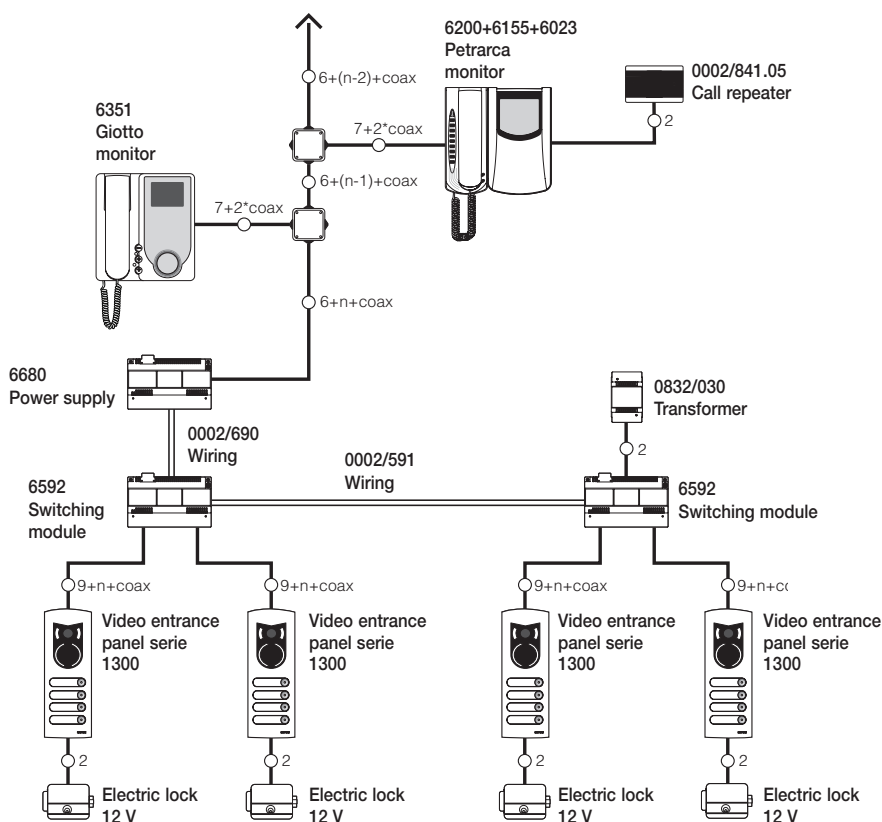 6200+6155+6023
Petrarca
monitor
0002/841.05
Call repeater
6+(n-2)+coax
2
6351
Giotto
monitor
7+2*coax
6+(n-1)+coax
7+2*coax
6+n+coax
6680
Power supply
0832/030
Transformer
0002/690
Wiring
2
0002/591
Wiring
6592
Switching
module
6592
Switching module
9+n+coax
9+n+coax
9+n+coax
9+n+cc
Video entrance
panel serie
1300
Video entrance
panel serie
1300
Video entrance
panel serie
1300
Video entrance
panel serie
1300
2
2
2
2
Electric lock
12 V
Electric lock
12 V
Electric lock
12 V
Electric lock
12 V